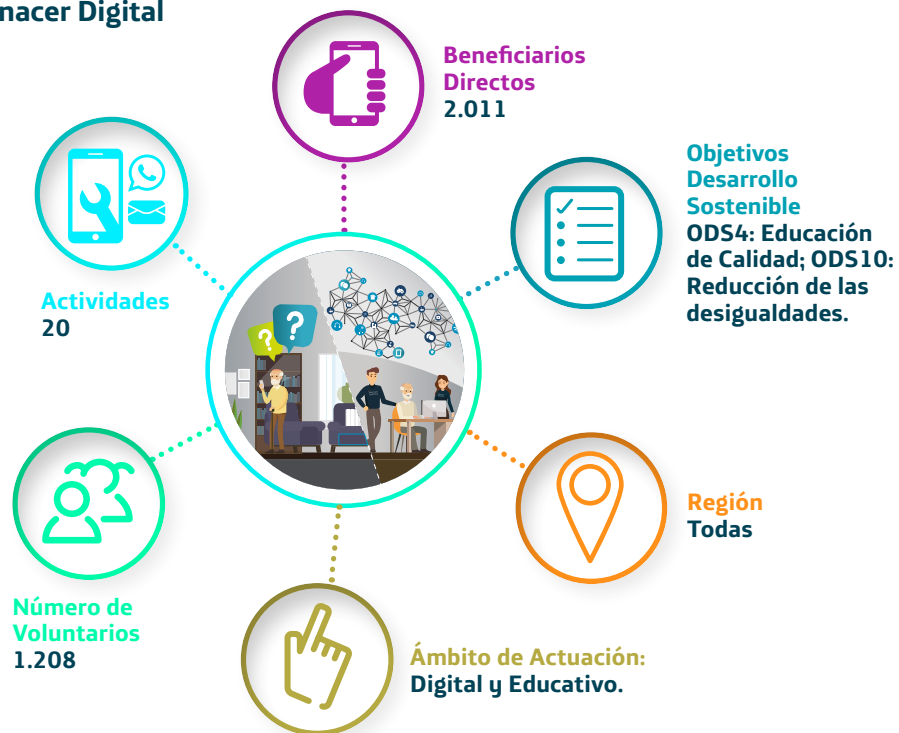 nacer Digital
Beneficiarios
Directos
2.011
Objetivos
Desarrollo
Sostenible
ODS4: Educación
de Calidad; ODS10:
Reducción de las
desigualdades.
Actividades
20
? ?
Región
Todas
Número de
Voluntarios
1.208
Ámbito de Actuación:
Digital y Educativo.